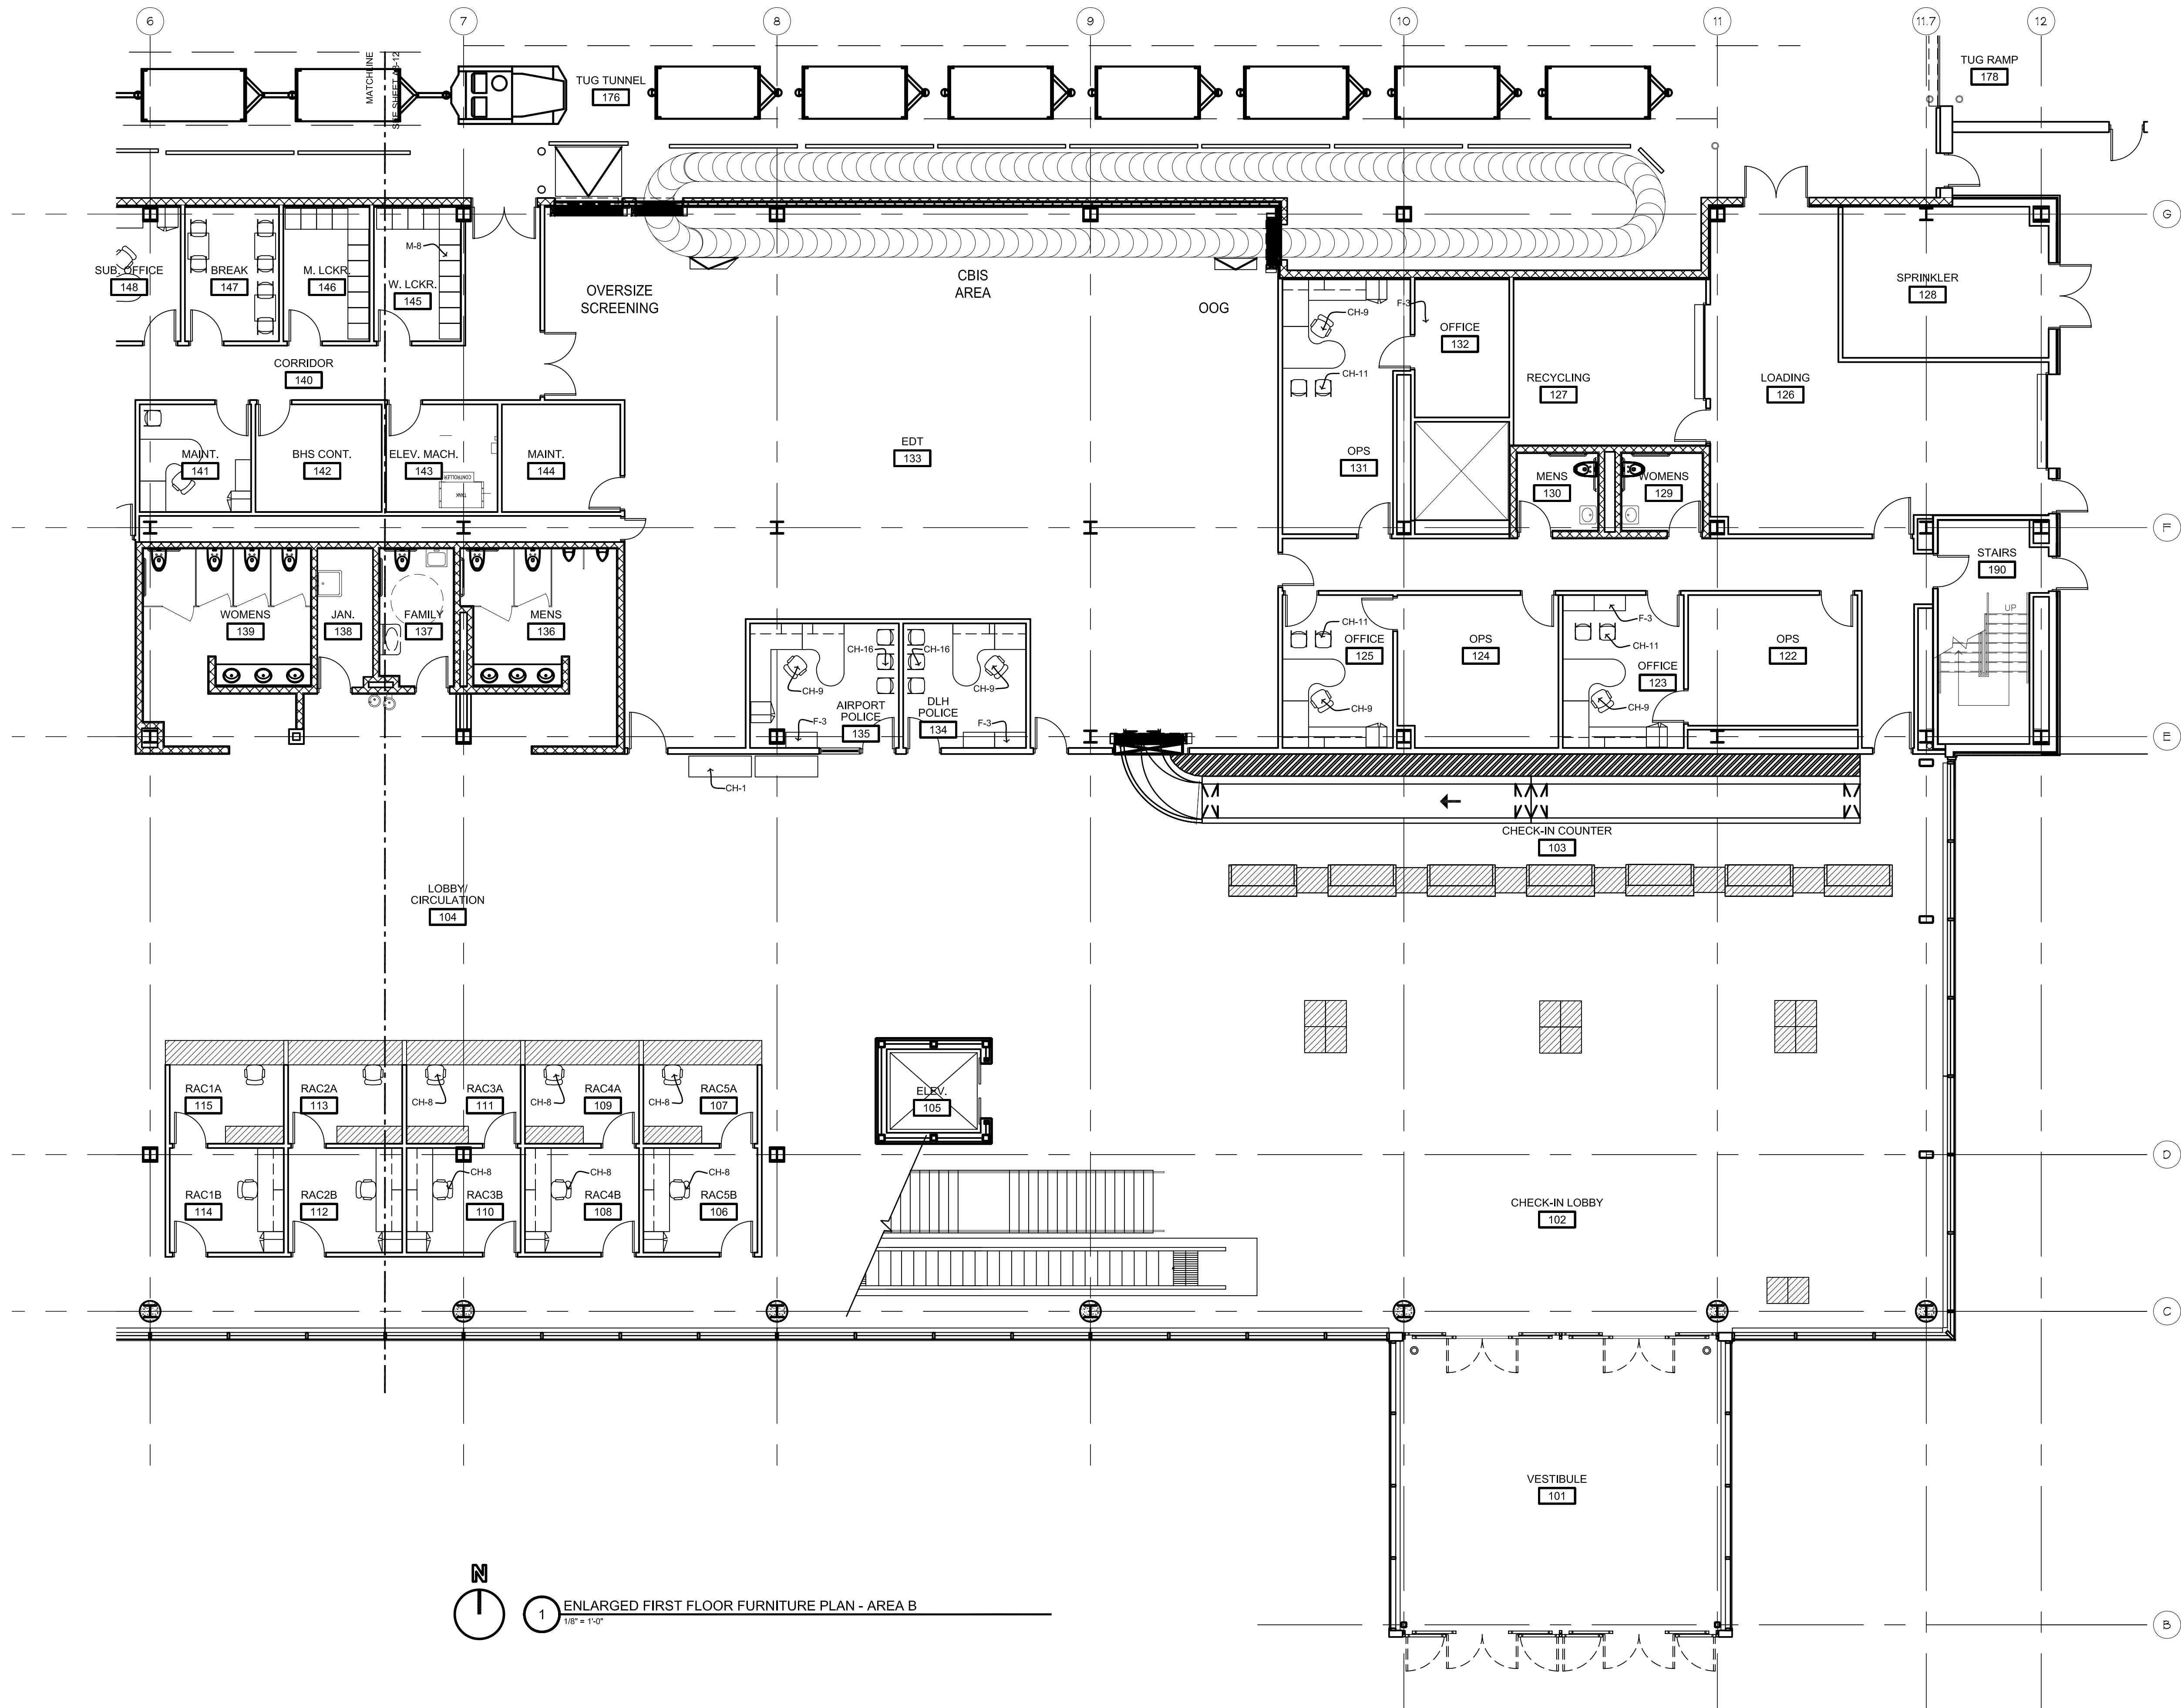 6
7
8
9
10
11
11.7
12
MATCHLINE
SEE SHEET A3-12
TUG TUNNEL
176
TUG RAMP
178
G
SUB. OFFICE
148
BREAK
147
M. LCKR.
146
M-8
W. LCKR.
145
OVERSIZE
SCREENING
CBIS
AREA
OOG
CH-9
F-3
OFFICE
132
SPRINKLER
128
CORRIDOR
140
CH-11
RECYCLING
127
LOADING
126
MAINT.
141
BHS CONT.
142
ELEV. MACH.
143
CONTROLLER
TANK
MAINT.
144
EDT
133
OPS
131
MENS
130
WOMENS
129
F
STAIRS
190
UP
WOMENS
139
JAN.
138
FAMILY
137
MENS
136
CH-16
CH-16
CH-9
CH-9
AIRPORT
POLICE
135
DLH
POLICE
134
F-3
F-3
CH-11
OFFICE
125
CH-9
OPS
124
F-3
CH-11
OFFICE
123
CH-9
OPS
122
E
CH-1
CHECK-IN COUNTER
103
LOBBY/
CIRCULATION
104
RAC1A
115
RAC2A
113
CH-8
RAC3A
111
CH-8
RAC4A
109
CH-8
RAC5A
107
ELEV.
105
D
RAC1B
114
RAC2B
112
CH-8
RAC3B
110
CH-8
RAC4B
108
CH-8
RAC5B
106
CHECK-IN LOBBY
102
C
VESTIBULE
101
N
1
ENLARGED FIRST FLOOR FURNITURE PLAN - AREA B
1/8" = 1'-0"
B